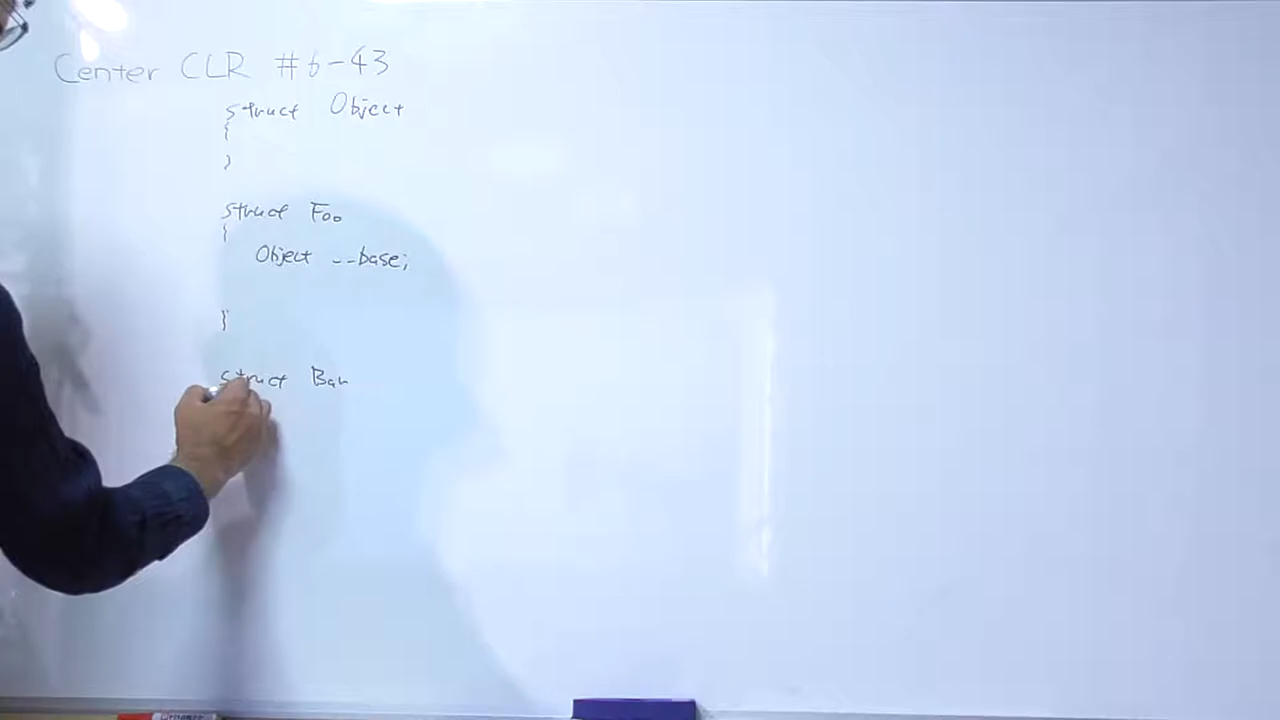 Center CLR #6-43
struct Object
{
}
struct Foo
{
Object __base;
}
struct Bar